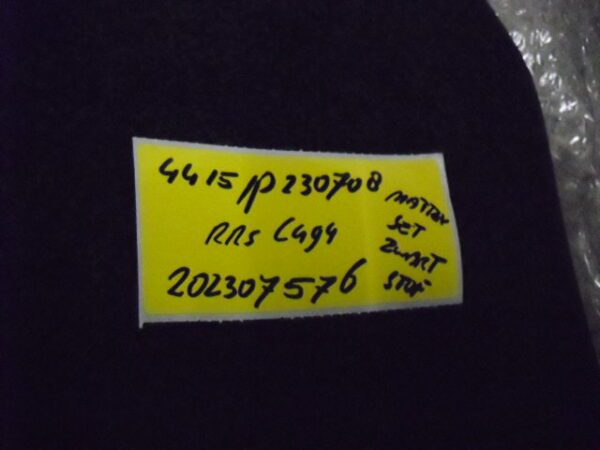 4415 P230708
RRS L494
202307576
MATTEN
SET
ZWART
STOF